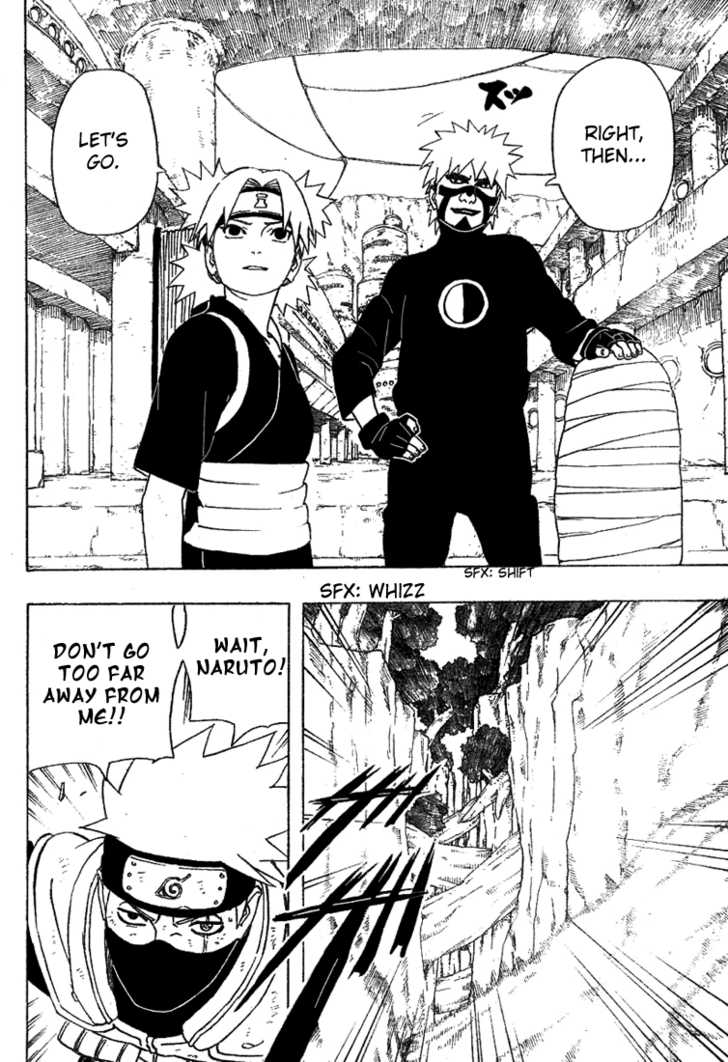 RIGHT,
THEN...
ズッ
LET'S
GO.
SFX: SHIFT
SFX: WHIZZ
WAIT,
NARUTO!
DON'T GO
TOO FAR
AWAY FROM
ME!!